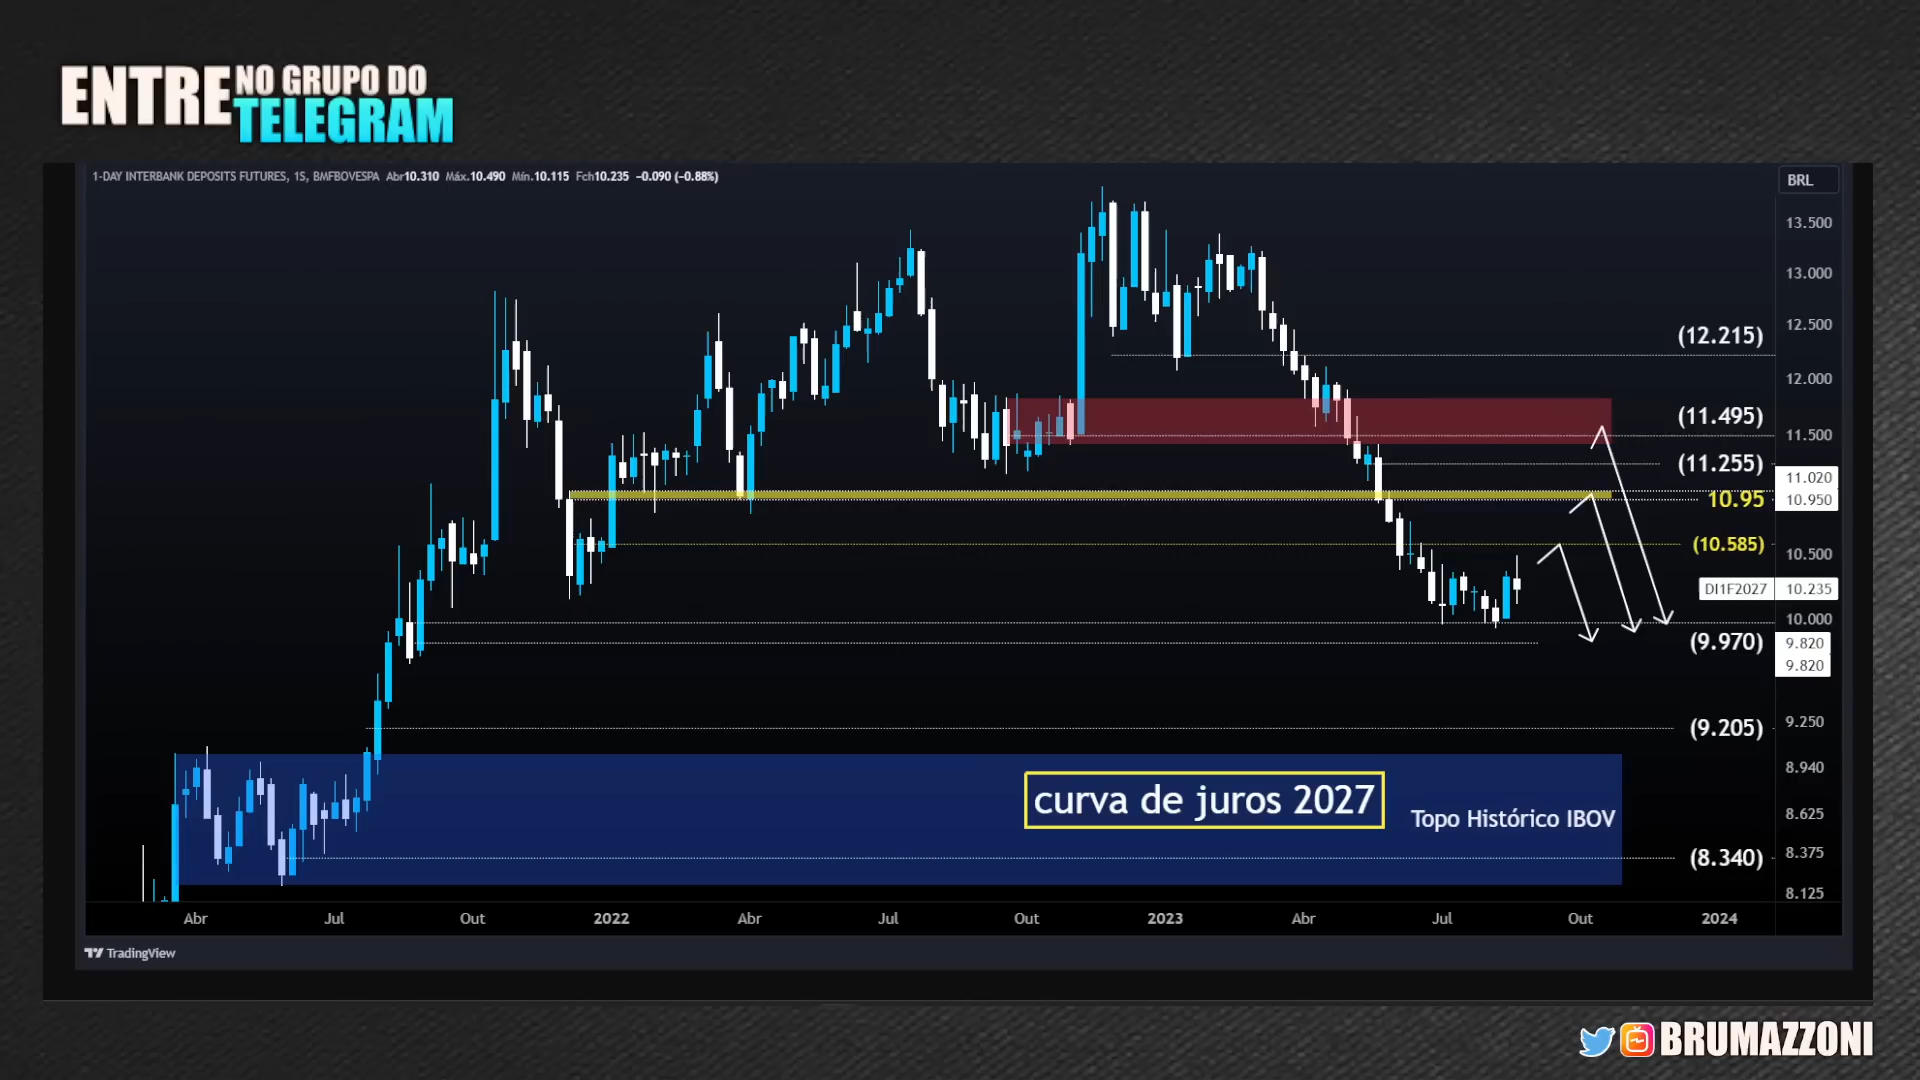 ENTRE NO GRUPO DO
TELEGRAM
1-DAY INTERBANK DEPOSITS FUTURES, 1S, BMFBOVESPA Abr10.310 Máx.10.490 Mín.10.115 Fch10.235 −0.090 (−0.88%)
BRL
13.500
13.000
12.500
(12.215)
12.000
(11.495)
11.500
(11.255)
11.020
10.95
10.950
(10.585)
10.500
DI1F2027 10.235
10.000
(9.970)
9.820
9.820
9.250
(9.205)
8.940
curva de juros 2027
Topo Histórico IBOV
8.625
(8.340)
8.375
8.125
Abr Jul Out 2022 Abr Jul Out 2023 Abr Jul Out 2024
TradingView
BRUMAZZONI